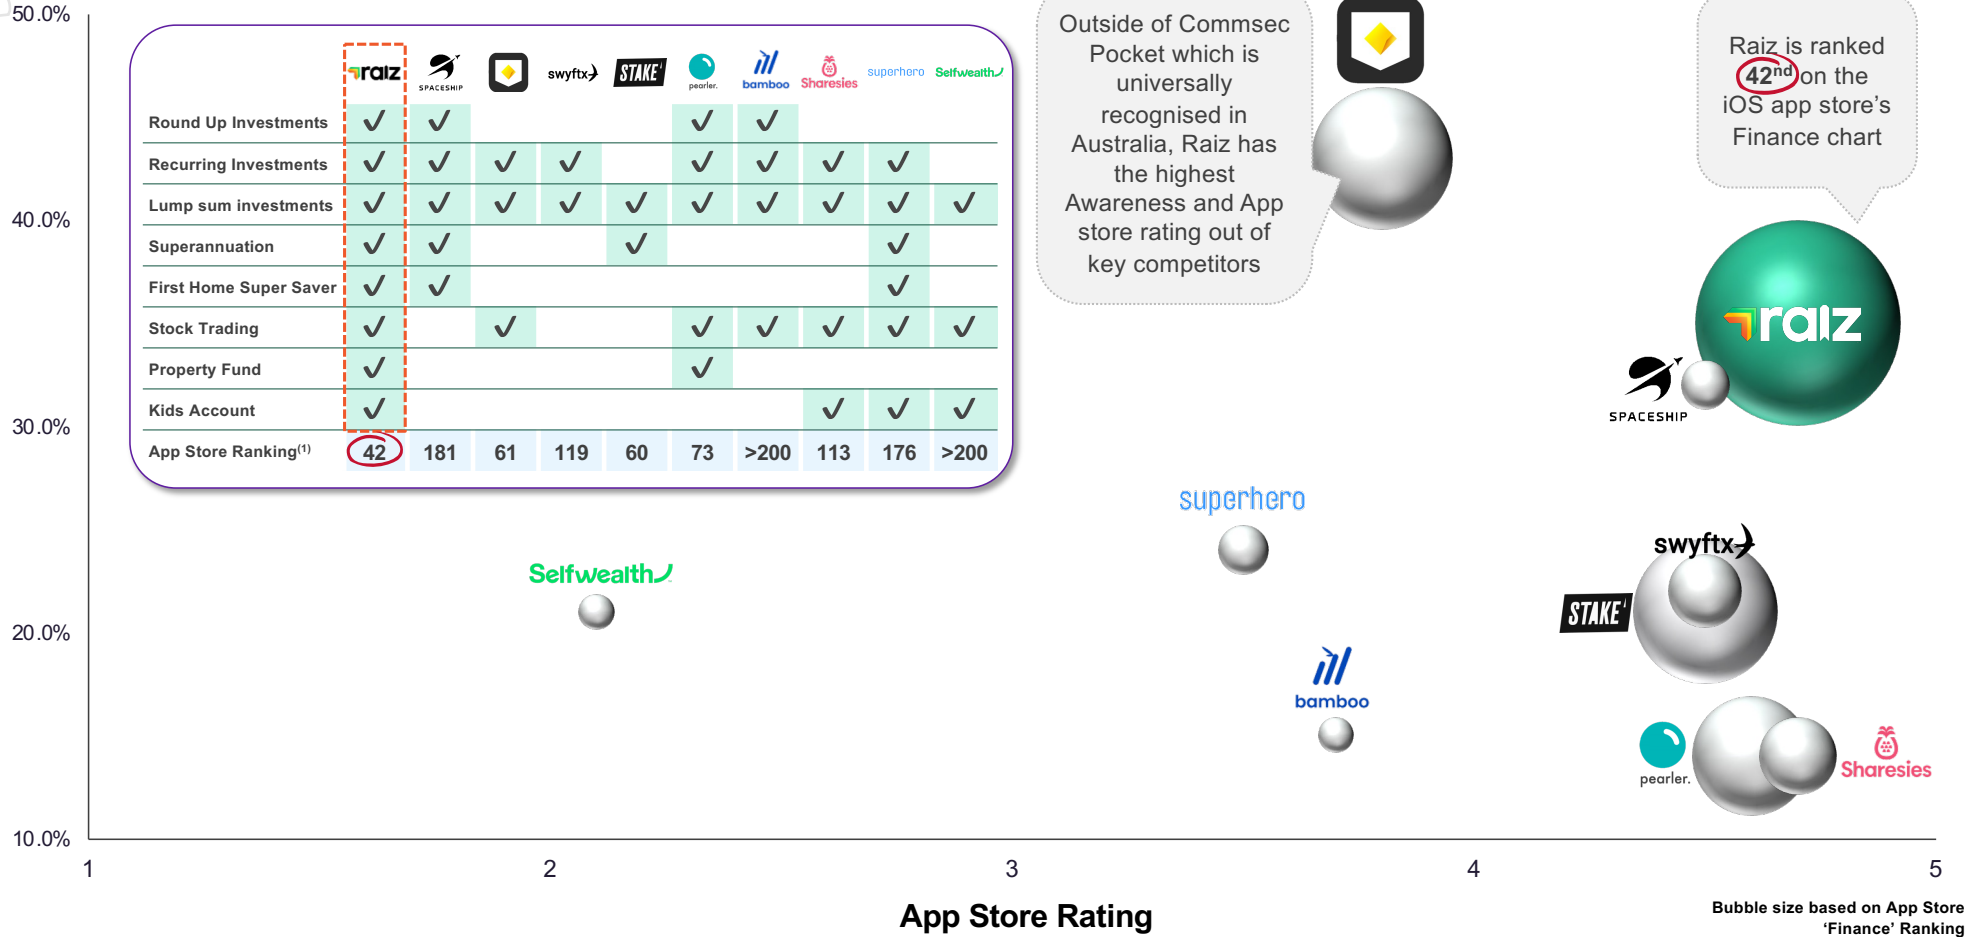 50.0%
40.0%
30.0%
20.0%
10.0%
raiz
SPACESHIP
swyftx
STAKE
pearler.
bamboo
Sharesies
superhero
Selfwealth
Round Up Investments
Recurring Investments
Lump sum investments
Superannuation
First Home Super Saver
Stock Trading
Property Fund
Kids Account
App Store Ranking(1) 42 181 61 119 60 73 >200 113 176 >200
Outside of Commsec
Pocket which is
universally
recognised in
Australia, Raiz has
the highest
Awareness and App
store rating out of
key competitors
Raiz is ranked
42nd on the
iOS app store's
Finance chart
raiz
SPACESHIP
superhero
swyftx
Selfwealth
STAKE
bamboo
pearler.
Sharesies
1 2 3 4 5
App Store Rating
Bubble size based on App Store
‘Finance’ Ranking